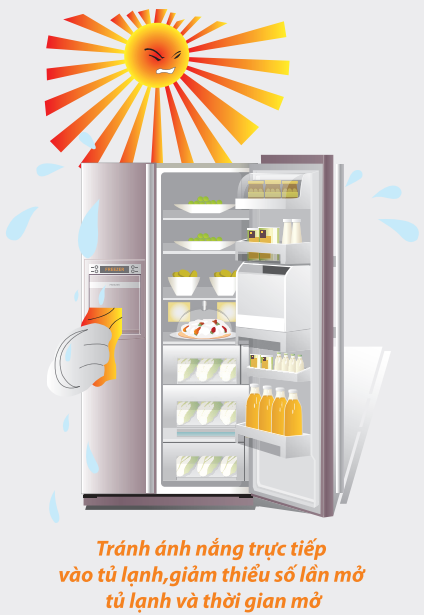 FREEZER
Tránh ánh nắng trực tiếp
vào tủ lạnh,giảm thiểu số lần mở
tủ lạnh và thời gian mở